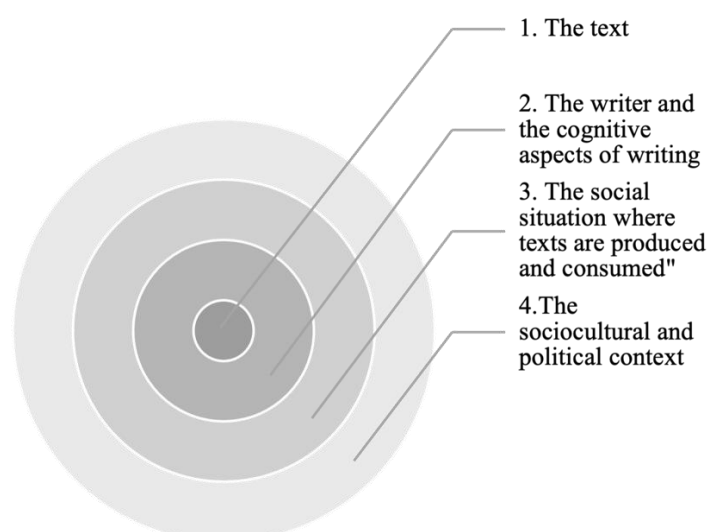 1. The text
2. The writer and
the cognitive
aspects of writing
3. The social
situation where
texts are produced
and consumed"
4.The
sociocultural and
political context